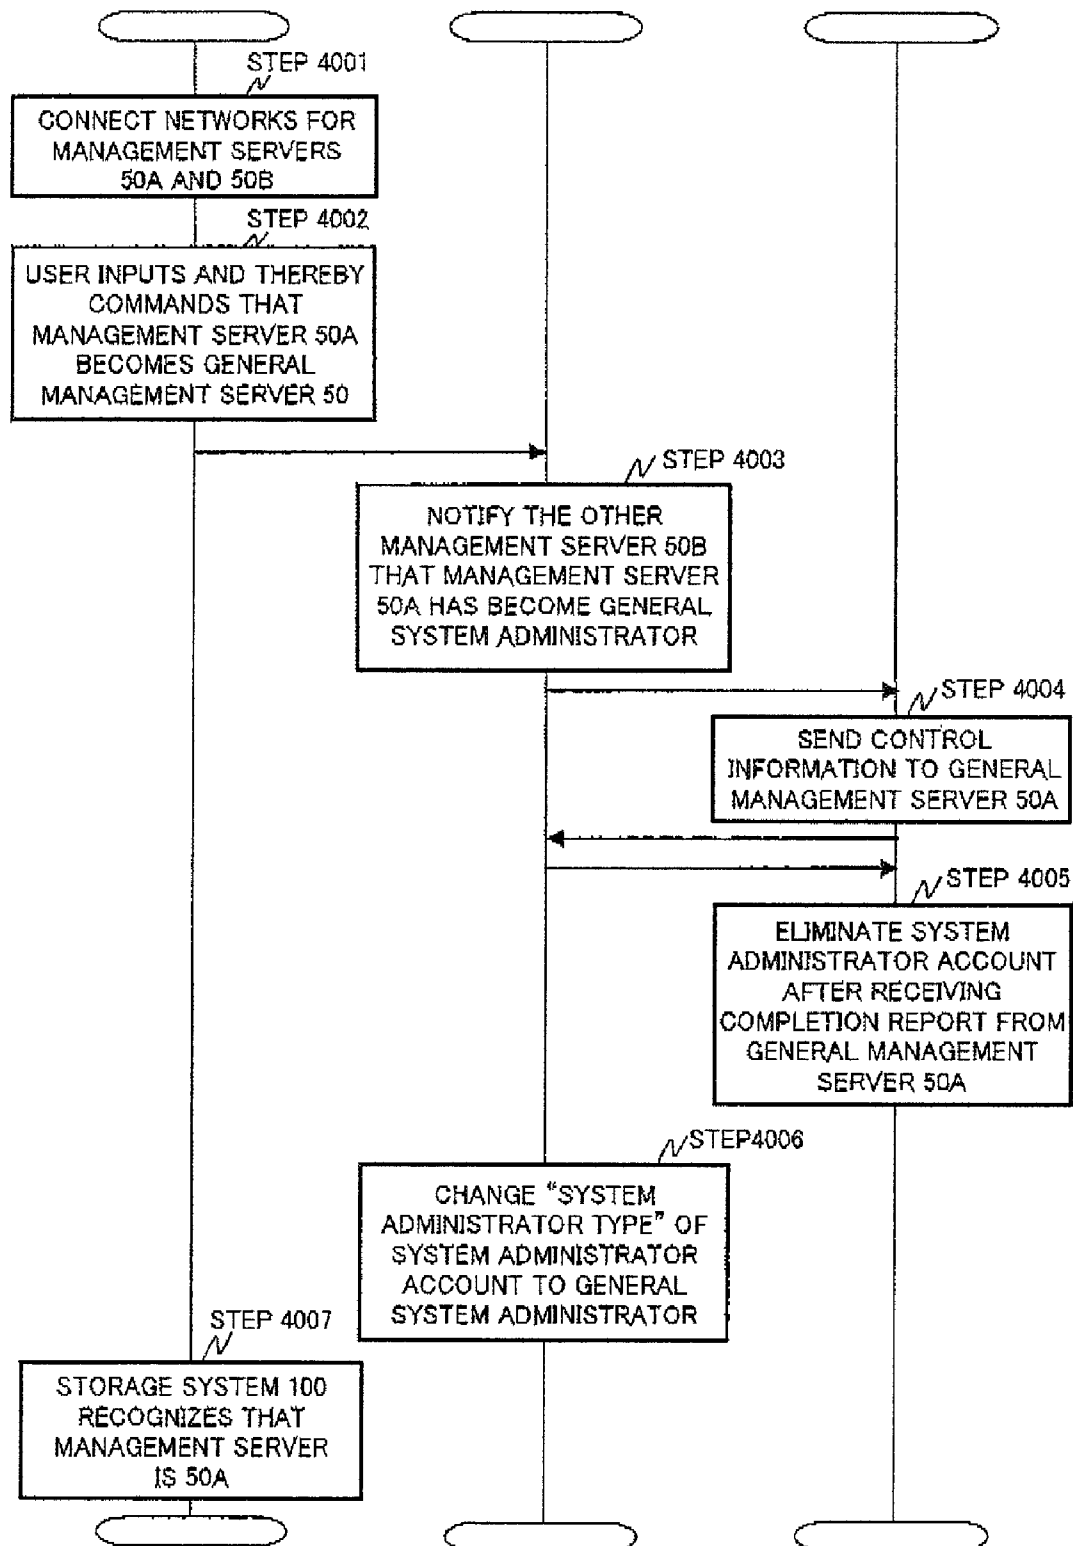 STEP 4001
CONNECT NETWORKS FOR
MANAGEMENT SERVERS
50A AND 50B
STEP 4002
USER INPUTS AND THEREBY
COMMANDS THAT
MANAGEMENT SERVER 50A
BECOMES GENERAL
MANAGEMENT SERVER 50
STEP 4003
NOTIFY THE OTHER
MANAGEMENT SERVER 50B
THAT MANAGEMENT SERVER
50A HAS BECOME GENERAL
SYSTEM ADMINISTRATOR
STEP 4004
SEND CONTROL
INFORMATION TO GENERAL
MANAGEMENT SERVER 50A
STEP 4005
ELIMINATE SYSTEM
ADMINISTRATOR ACCOUNT
AFTER RECEIVING
COMPLETION REPORT FROM
GENERAL MANAGEMENT
SERVER 50A
STEP4006
CHANGE “SYSTEM
ADMINISTRATOR TYPE” OF
SYSTEM ADMINISTRATOR
ACCOUNT TO GENERAL
SYSTEM ADMINISTRATOR
STEP 4007
STORAGE SYSTEM 100
RECOGNIZES THAT
MANAGEMENT SERVER
IS 50A